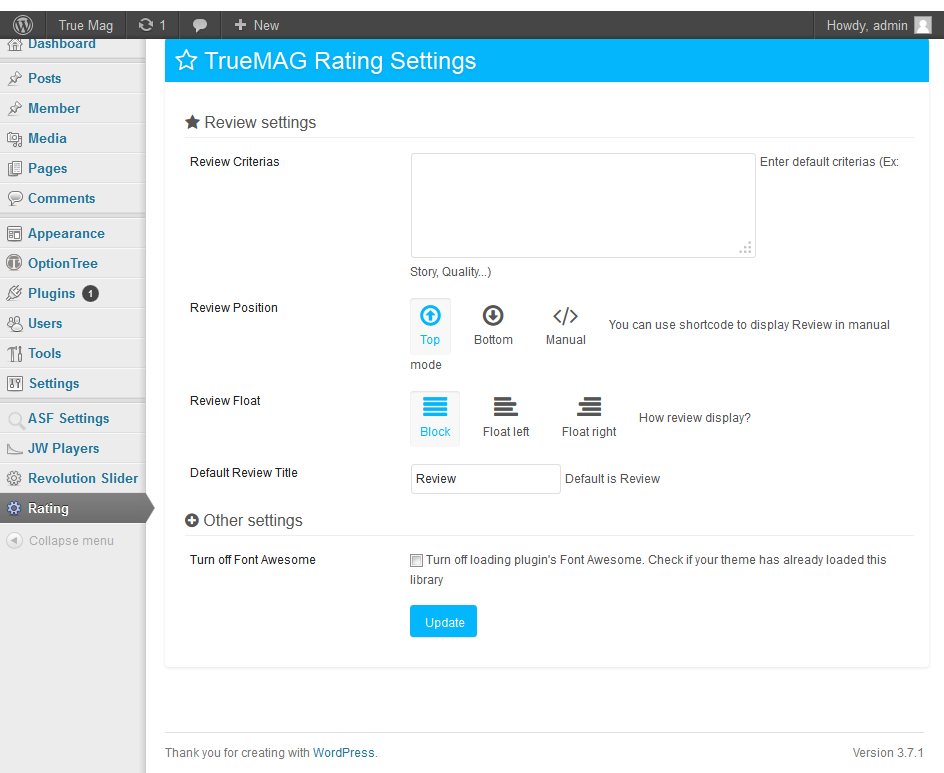 True Mag 1 New Howdy, admin
Dashboard
Posts
Member
Media
Pages
Comments
Appearance
OptionTree
Plugins 1
Users
Tools
Settings
ASF Settings
JW Players
Revolution Slider
Rating
Collapse menu
TrueMAG Rating Settings
Review settings
Review Criterias Enter default criterias (Ex:
Story, Quality...)
Review Position Top Bottom Manual You can use shortcode to display Review in manual
mode
Review Float Block Float left Float right How review display?
Default Review Title Review Default is Review
Other settings
Turn off Font Awesome Turn off loading plugin's Font Awesome. Check if your theme has already loaded this
library
Update
Thank you for creating with WordPress. Version 3.7.1